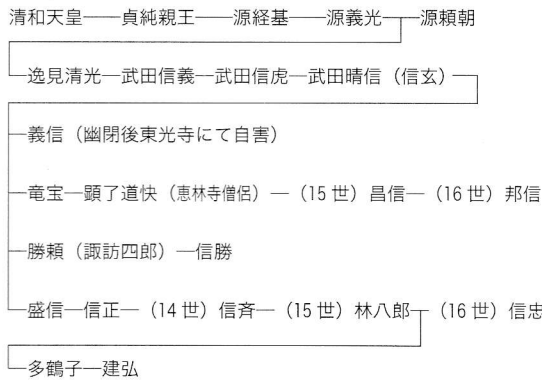 清和天皇――貞純親王――源経基――源義光――源頼朝
逸見清光―武田信義―武田信虎―武田晴信（信玄）
義信（幽閉後東光寺にて自害）
竜宝―顕了道快（恵林寺僧侶）―（15世）昌信―（16世）邦信
勝頼（諏訪四郎）―信勝
盛信―信正―（14世）信斉―（15世）林八郎―（16世）信忠
多鶴子―建弘